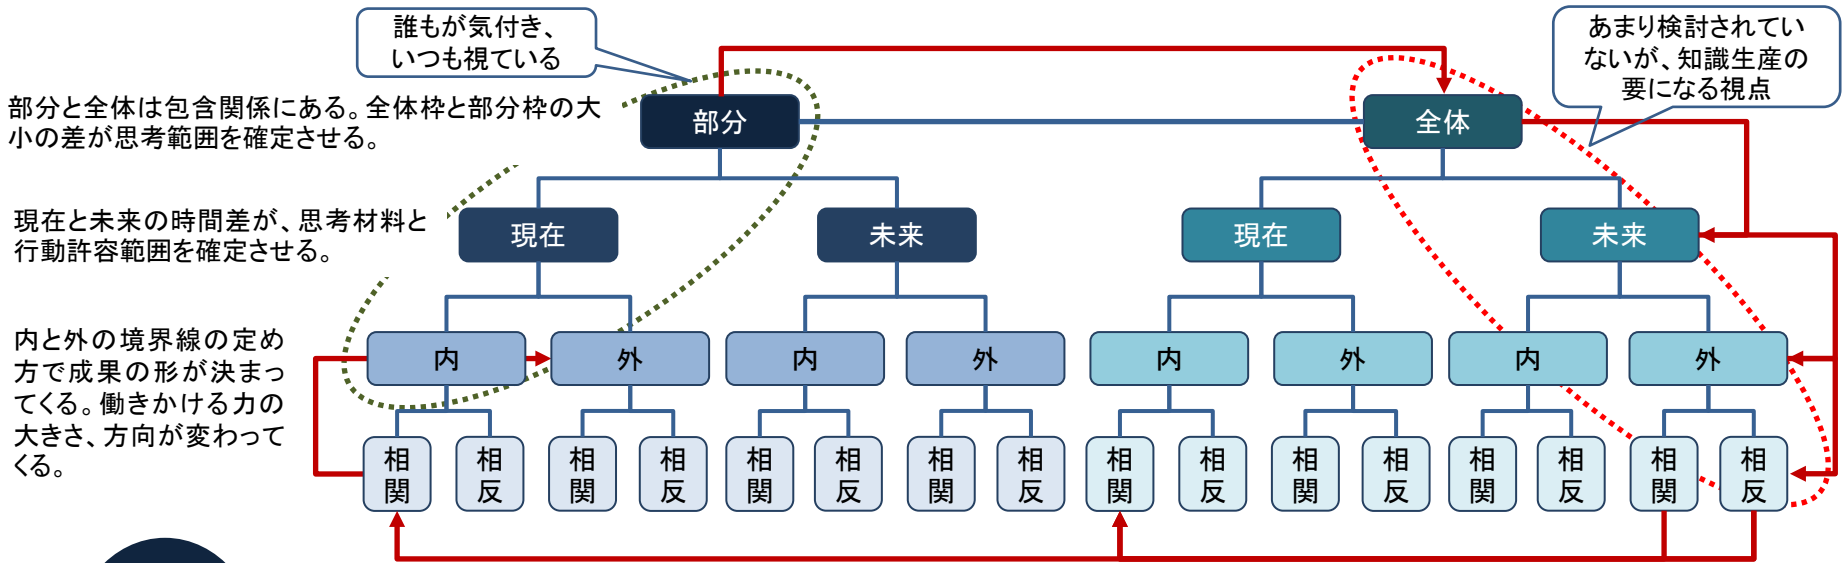 誰もが気付き、
いつも視ている
あまり検討されてい
ないが、知識生産の
要になる視点
部分と全体は包含関係にある。全体枠と部分枠の大
小の差が思考範囲を確定させる。
部分
全体
現在と未来の時間差が、思考材料と
行動許容範囲を確定させる。
現在
未来
現在
未来
内と外の境界線の定め
方で成果の形が決まっ
てくる。働きかける力の
大きさ、方向が変わって
くる。
内
外
内
外
内
外
内
外
相関
相反
相関
相反
相関
相反
相関
相反
相関
相反
相関
相反
相関
相反
相関
相反